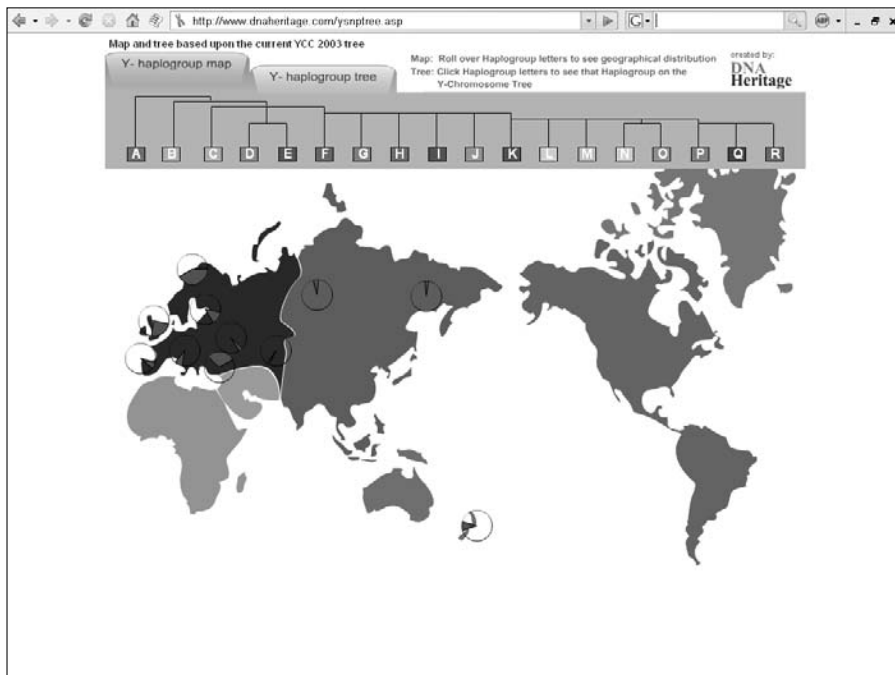 http://www.dnaheritage.com/ysnptree.asp
G
ABP
Map and tree based upon the current YCC 2003 tree
Y- haplogroup map
Y- haplogroup tree
Map: Roll over Haplogroup letters to see geographical distribution
Tree: Click Haplogroup letters to see that Haplogroup on the
Y-Chromosome Tree
created by:
DNA
Heritage
A B C D E F G H I J K L M N O P Q R